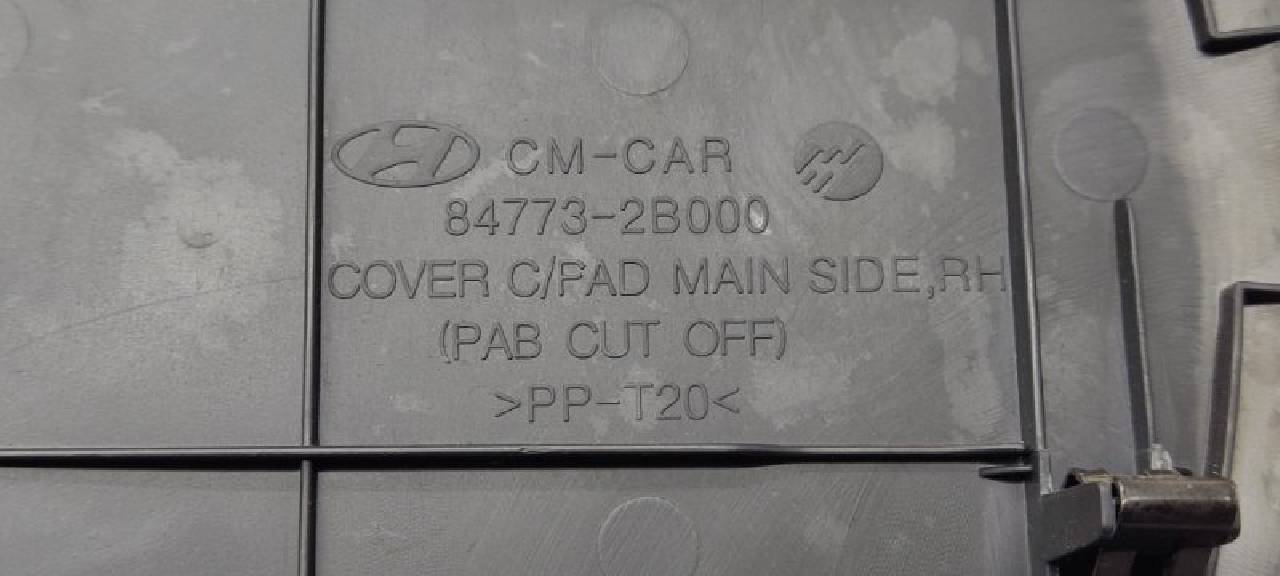 CM-CAR
84773-2B000
COVER C/PAD MAIN SIDE,RH
(PAB CUT OFF)
>PP-T20<